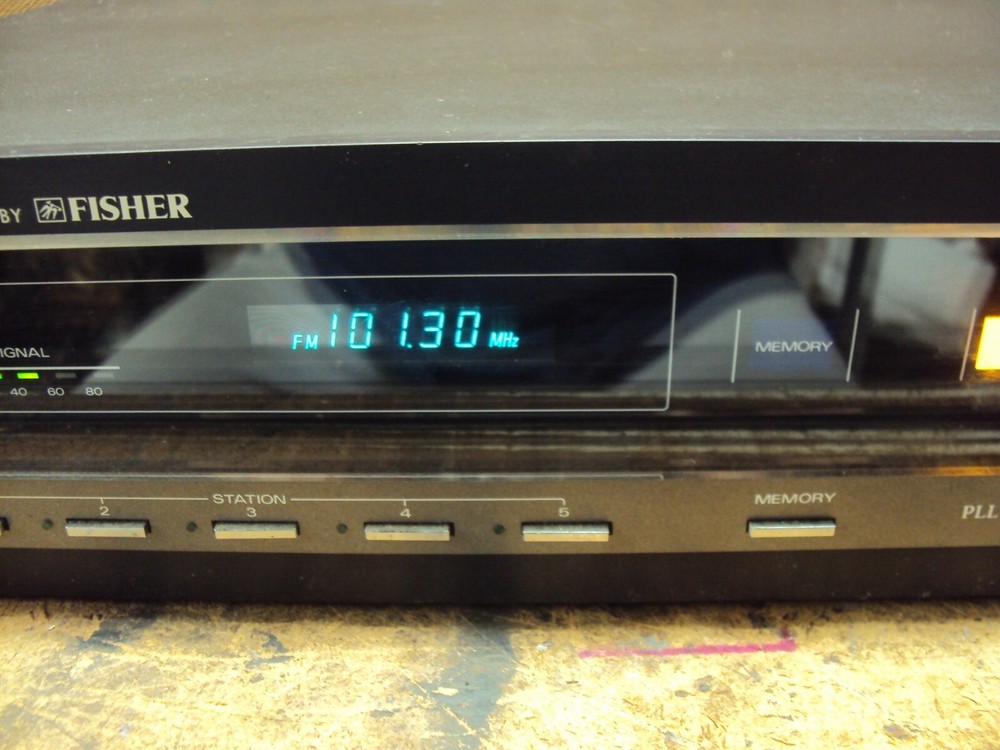 BY FISHER
FM 101.30 MHz
MEMORY
IGNAL
40 60 80
STATION
2 3 4 5
MEMORY
PLL